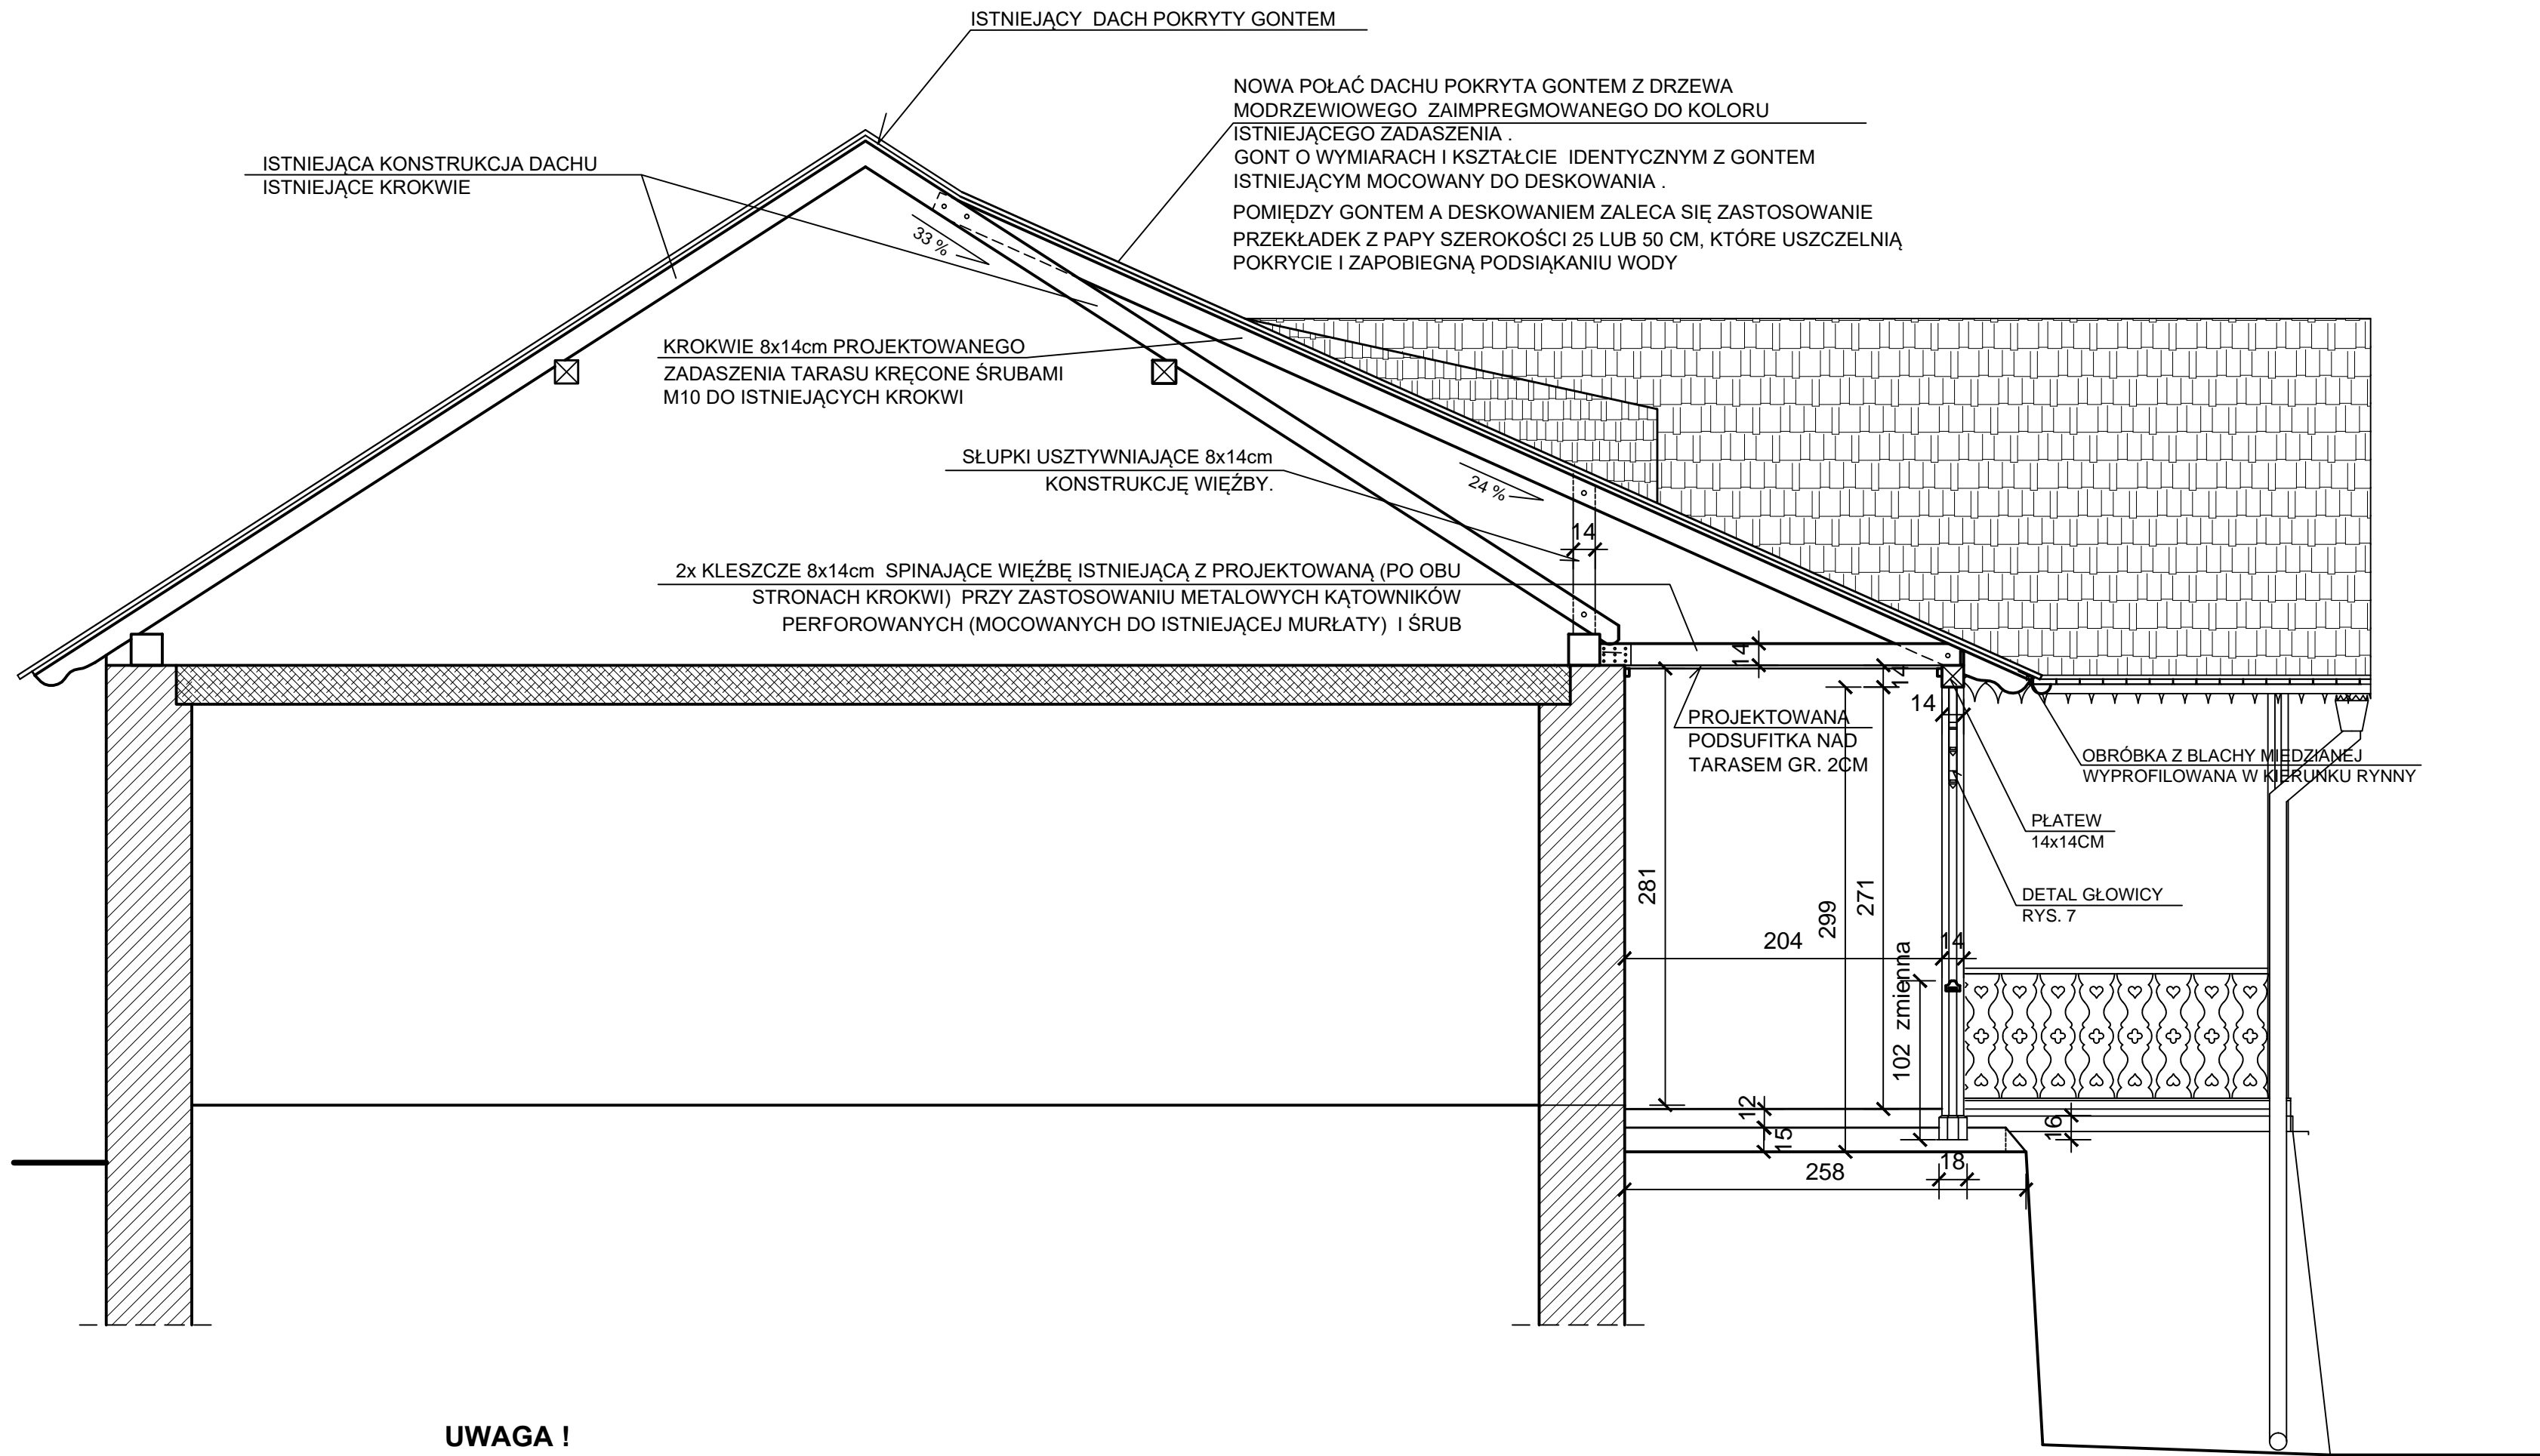 ISTNIEJĄCY DACH POKRYTY GONTEM
NOWA POŁAĆ DACHU POKRYTA GONTEM Z DRZEWA
MODRZEWIOWEGO ZAIMPREGMOWANEGO DO KOLORU
ISTNIEJĄCEGO ZADASZENIA .
GONT O WYMIARACH I KSZTAŁCIE IDENTYCZNYM Z GONTEM
ISTNIEJĄCYM MOCOWANY DO DESKOWANIA .
POMIĘDZY GONTEM A DESKOWANIEM ZALECA SIĘ ZASTOSOWANIE
PRZEKŁADEK Z PAPY SZEROKOŚCI 25 LUB 50 CM, KTÓRE USZCZELNIĄ
POKRYCIE I ZAPOBIEGNĄ PODSIĄKANIU WODY
ISTNIEJĄCA KONSTRUKCJA DACHU
ISTNIEJĄCE KROKWIE
33 %
KROKWIE 8x14cm PROJEKTOWANEGO
ZADASZENIA TARASU KRĘCONE ŚRUBAMI
M10 DO ISTNIEJĄCYCH KROKWI
SŁUPKI USZTYWNIAJĄCE 8x14cm
KONSTRUKCJĘ WIĘŹBY.
24 %
14
2x KLESZCZE 8x14cm SPINAJĄCE WIĘŹBĘ ISTNIEJĄCĄ Z PROJEKTOWANĄ (PO OBU
STRONACH KROKWI) PRZY ZASTOSOWANIU METALOWYCH KĄTOWNIKÓW
PERFOROWANYCH (MOCOWANYCH DO ISTNIEJĄCEJ MURŁATY) I ŚRUB
14
14
14
PROJEKTOWANA
PODSUFITKA NAD
TARASEM GR. 2CM
OBRÓBKA Z BLACHY MIEDZIANEJ
WYPROFILOWANA W KIERUNKU RYNNY
PŁATEW
14x14CM
DETAL GŁOWICY
RYS. 7
281
299
271
204
14
102 zmienna
12
15
16
18
258
UWAGA !